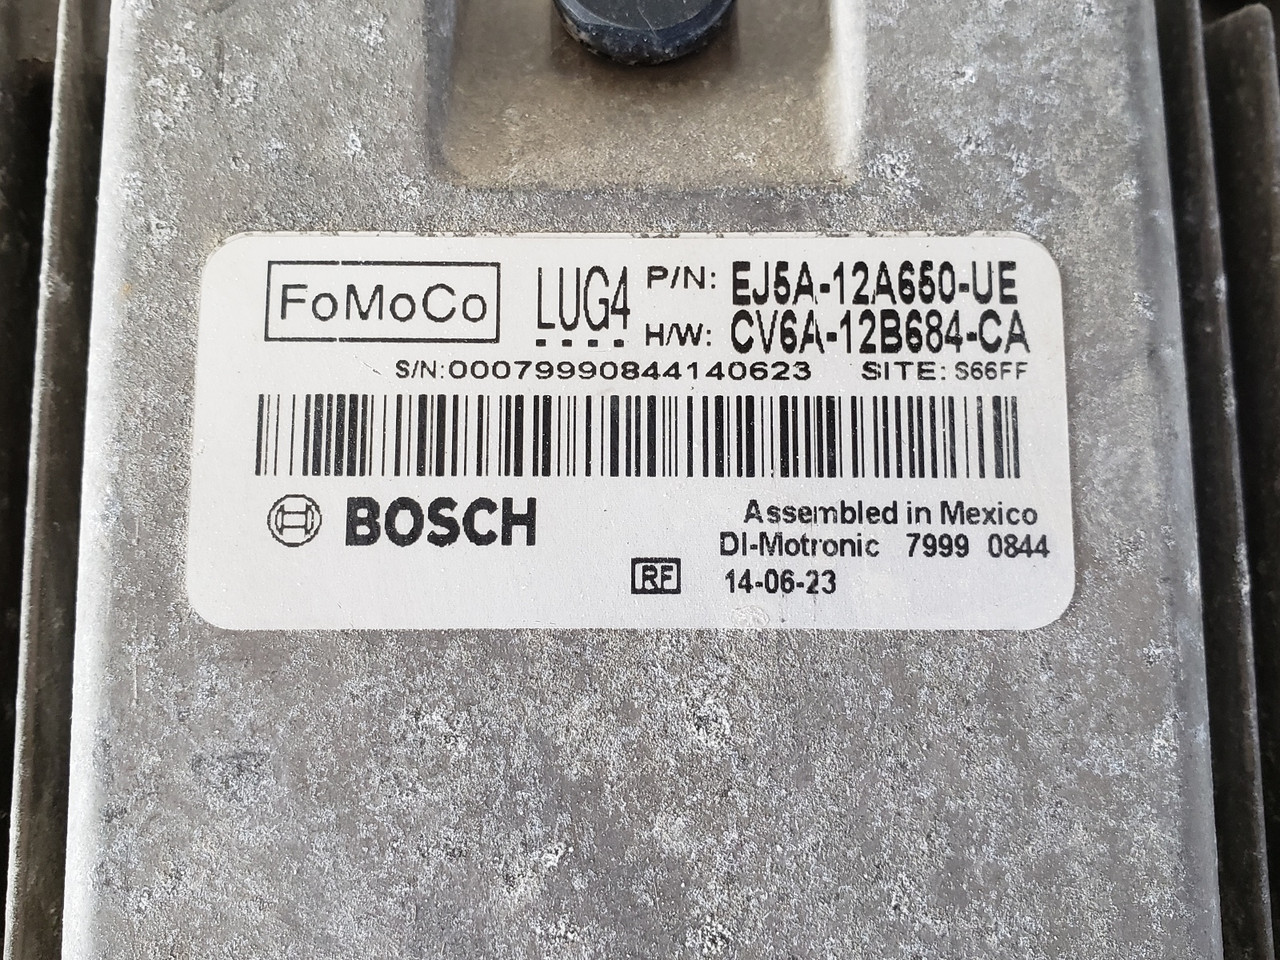 FoMoCo LUG4 P/N: EJ5A-12A650-UE
H/W: CV6A-12B684-CA
S/N:00079990844140623 SITE: S66FF
BOSCH
Assembled in Mexico
DI-Motronic 7999 0844
RF 14-06-23